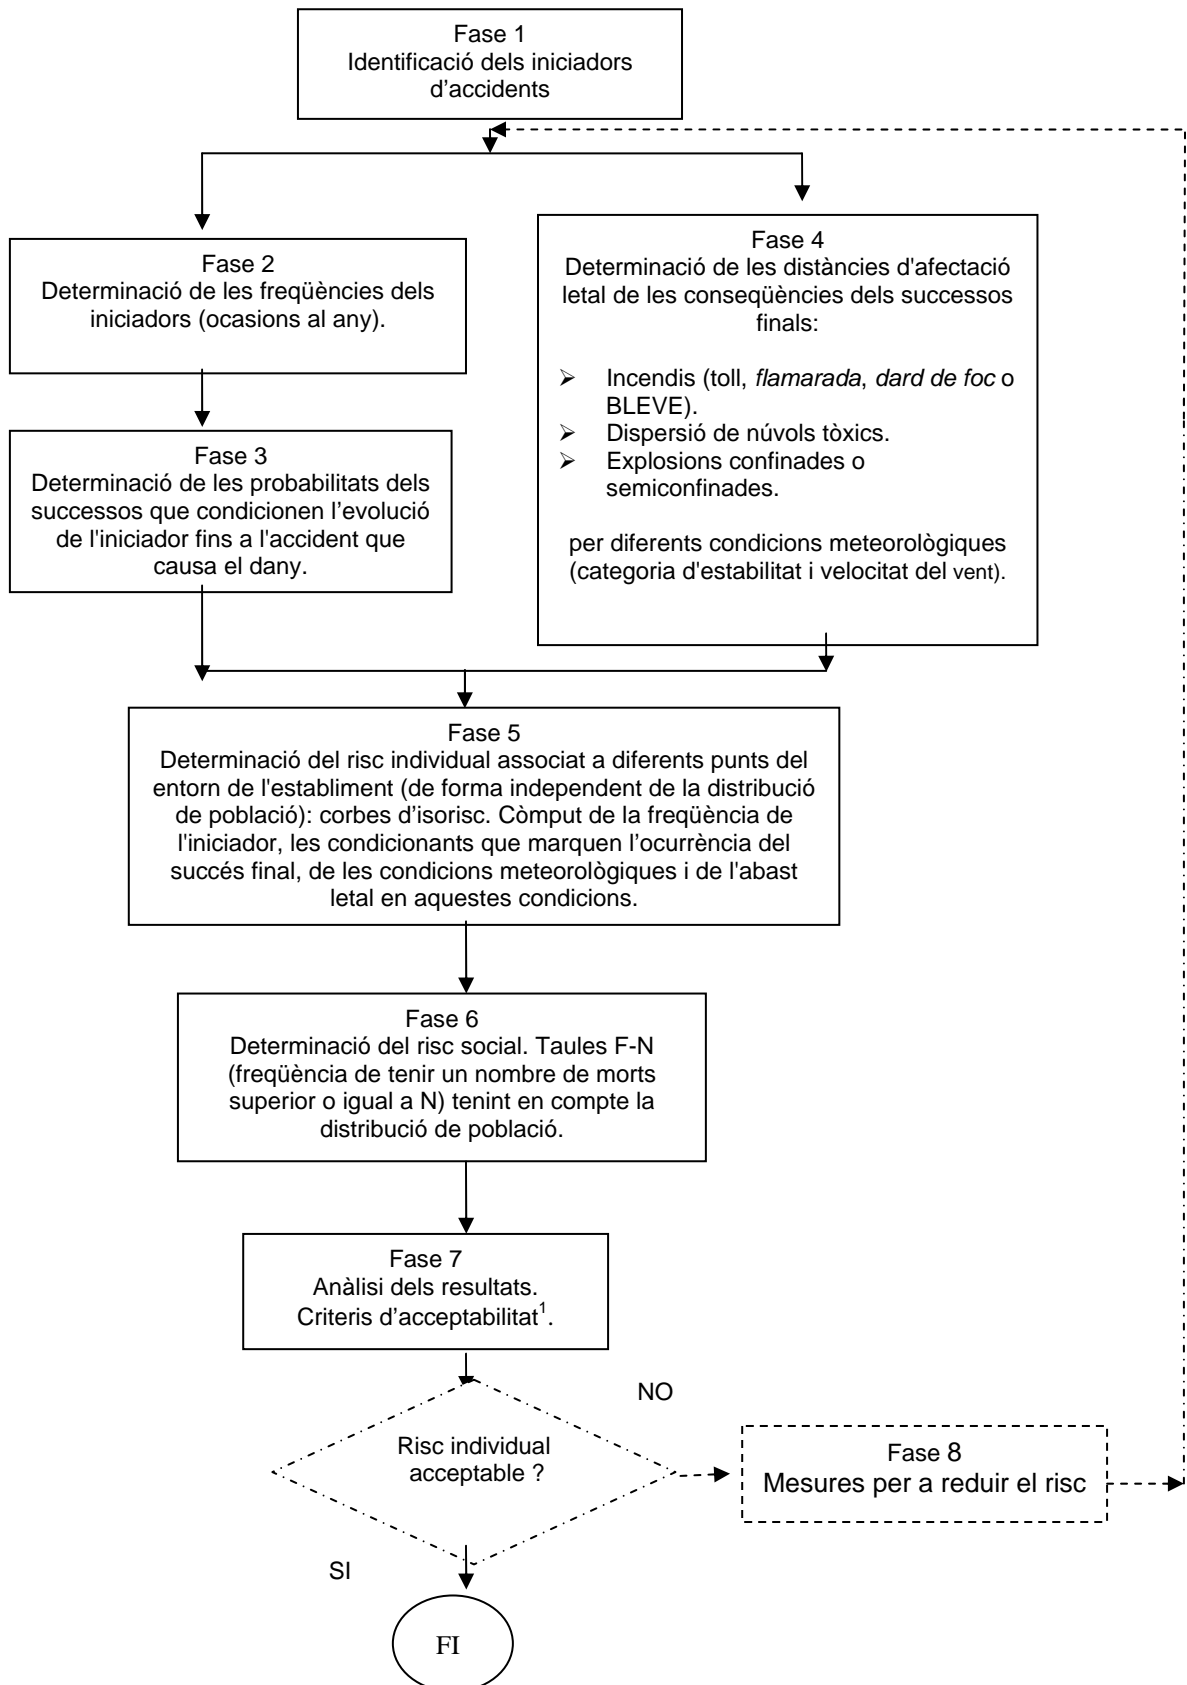 Fase 1
Identificació dels iniciadors
d’accidents
Fase 2
Determinació de les freqüències dels
iniciadors (ocasions al any).
Fase 3
Determinació de les probabilitats dels
successos que condicionen l’evolució
de l'iniciador fins a l'accident que
causa el dany.
Fase 4
Determinació de les distàncies d'afectació
letal de les conseqüències dels successos
finals:
➢ Incendis (toll, flamarada, dard de foc o
BLEVE).
➢ Dispersió de núvols tòxics.
➢ Explosions confinades o
semiconfinades.
per diferents condicions meteorològiques
(categoria d'estabilitat i velocitat del vent).
Fase 5
Determinació del risc individual associat a diferents punts del
entorn de l'establiment (de forma independent de la distribució
de població): corbes d’isorisc. Còmput de la freqüència de
l'iniciador, les condicionants que marquen l’ocurrència del
succés final, de les condicions meteorològiques i de l'abast
letal en aquestes condicions.
Fase 6
Determinació del risc social. Taules F-N
(freqüència de tenir un nombre de morts
superior o igual a N) tenint en compte la
distribució de població.
Fase 7
Anàlisi dels resultats.
Criteris d’acceptabilitat¹.
NO
Risc individual
acceptable ?
Fase 8
Mesures per a reduir el risc
SI
FI